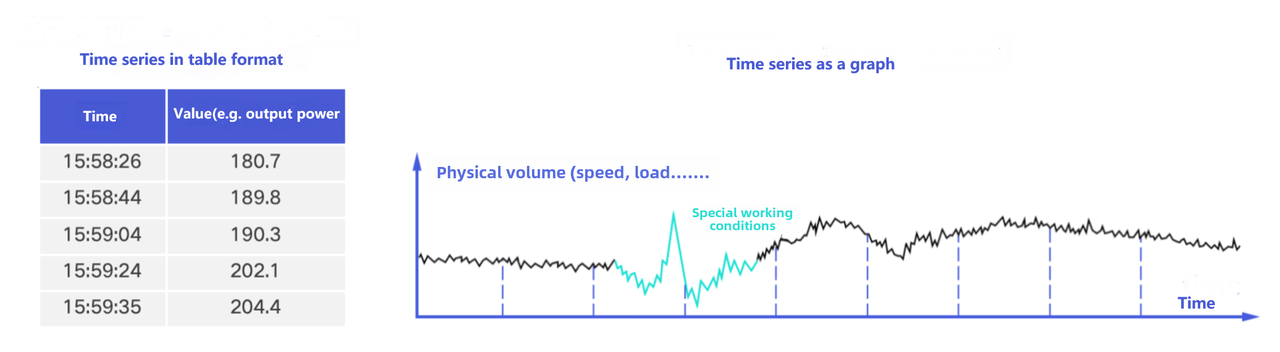 Time series in table format
Time Value(e.g. output power
15:58:26 180.7
15:58:44 189.8
15:59:04 190.3
15:59:24 202.1
15:59:35 204.4
Time series as a graph
Physical volume (speed, load.......
Special working
conditions
Time